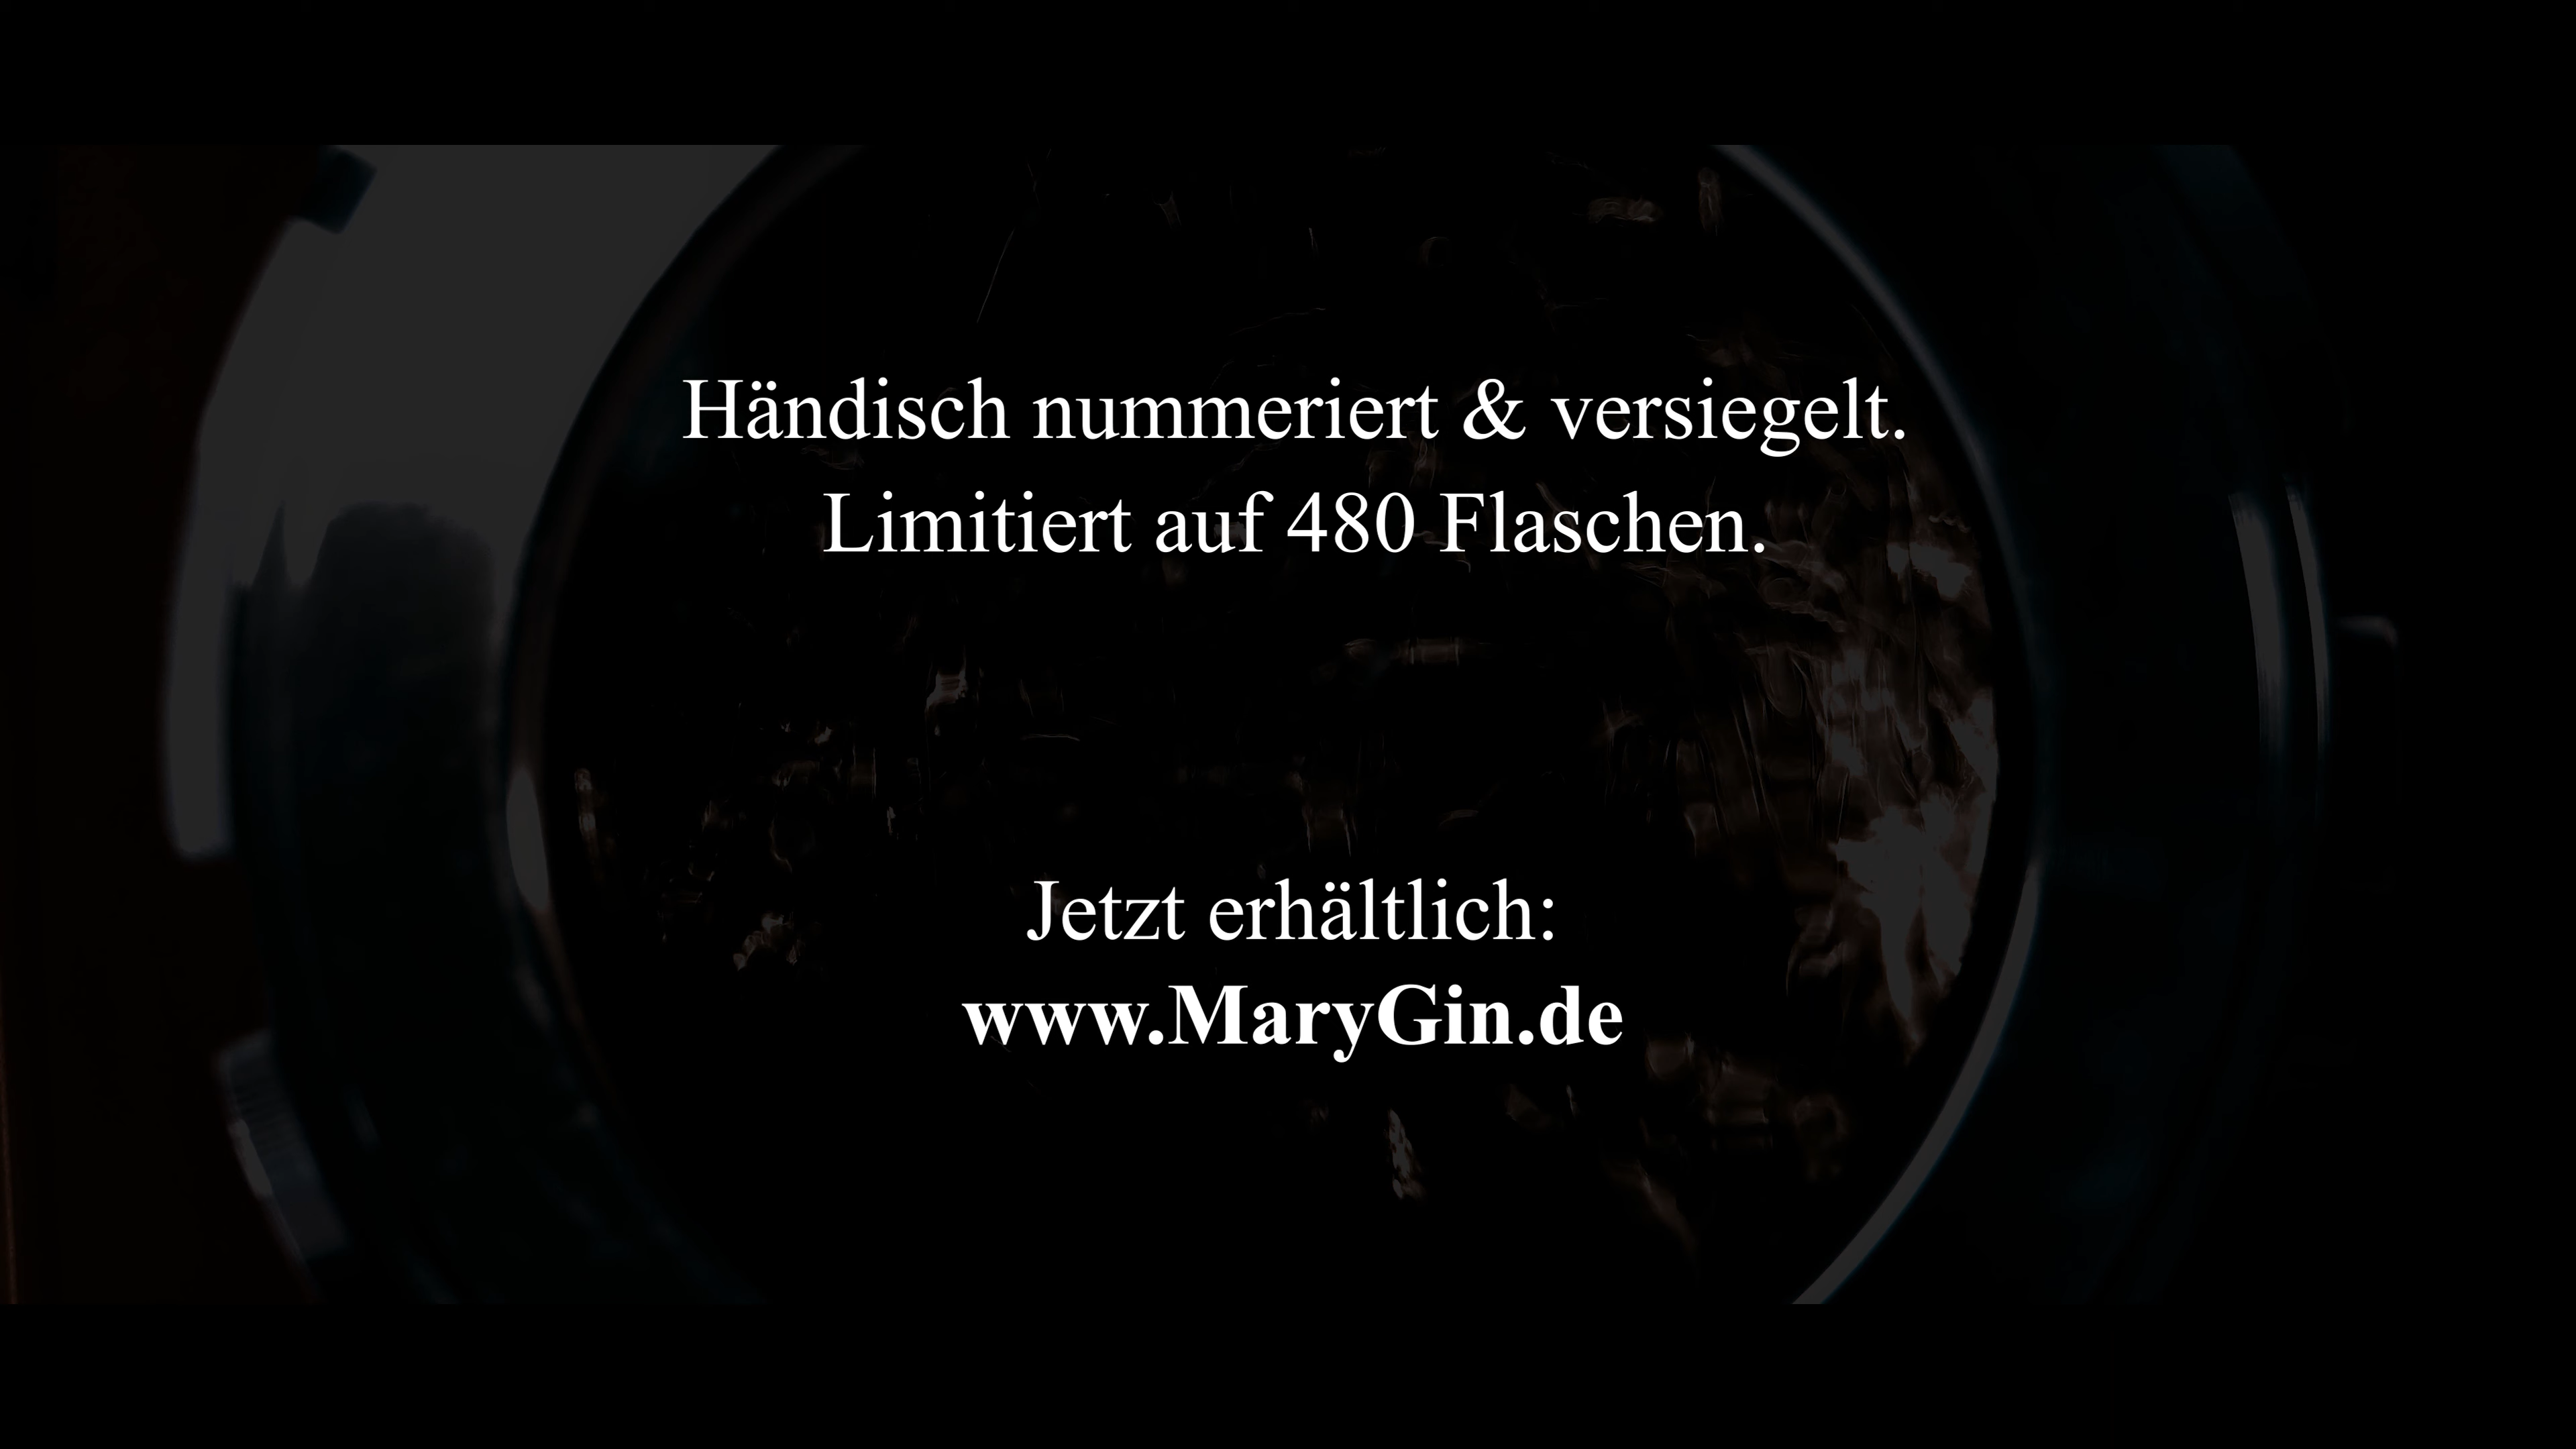 Händisch nummeriert & versiegelt.
Limitiert auf 480 Flaschen.
Jetzt erhältlich:
www.MaryGin.de